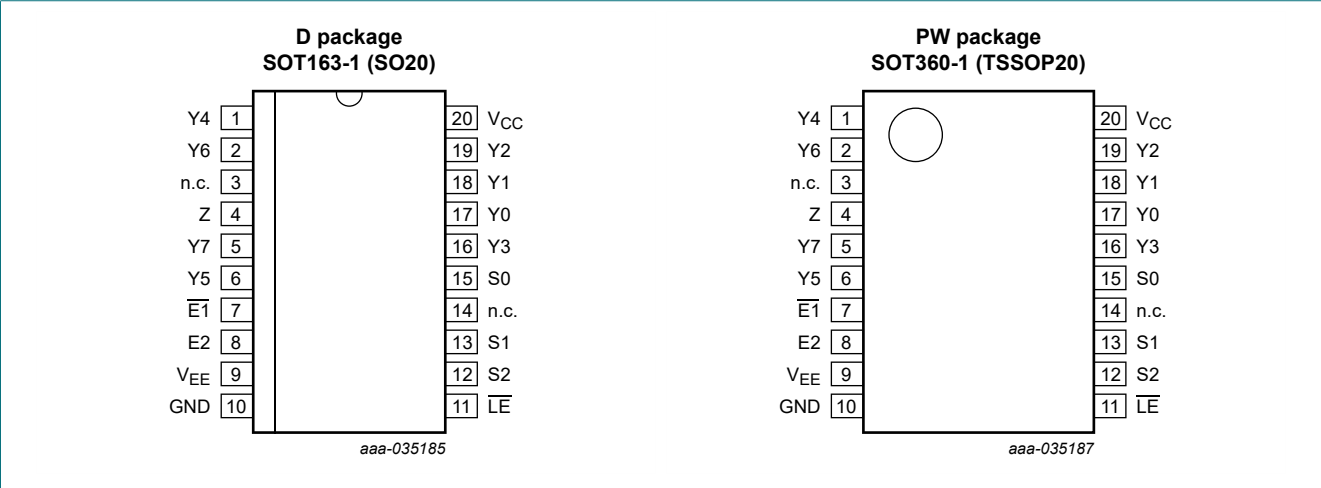 D package
SOT163-1 (SO20)
Y4 1 20 VCC
Y6 2 19 Y2
n.c. 3 18 Y1
Z 4 17 Y0
Y7 5 16 Y3
Y5 6 15 S0
E1 7 14 n.c.
E2 8 13 S1
VEE 9 12 S2
GND 10 11 LE
aaa-035185
PW package
SOT360-1 (TSSOP20)
Y4 1 20 VCC
Y6 2 19 Y2
n.c. 3 18 Y1
Z 4 17 Y0
Y7 5 16 Y3
Y5 6 15 S0
E1 7 14 n.c.
E2 8 13 S1
VEE 9 12 S2
GND 10 11 LE
aaa-035187